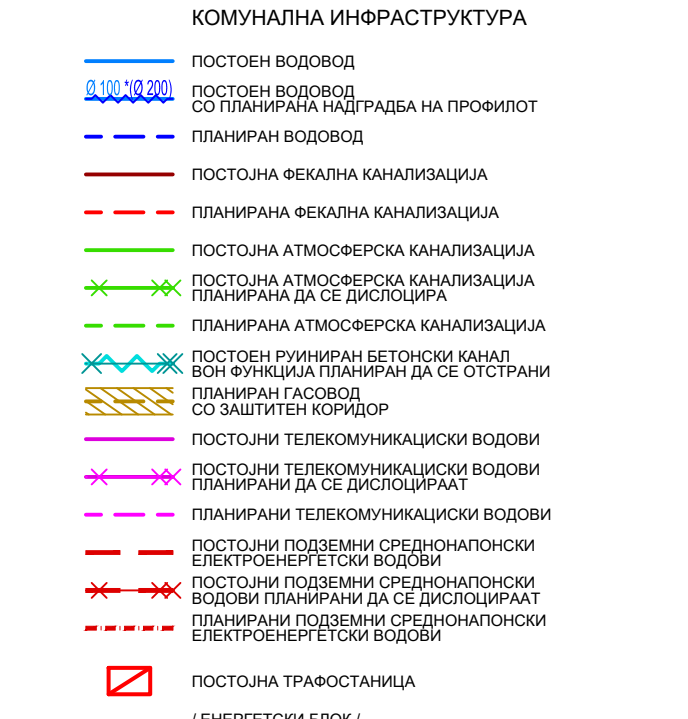 КОМУНАЛНА ИНФРАСТРУКТУРА
ПОСТОЕН ВОДОВОД
Ø 100 *(Ø 200)
ПОСТОЕН ВОДОВОД
СО ПЛАНИРАНА НАДГРАДБА НА ПРОФИЛОТ
ПЛАНИРАН ВОДОВОД
ПОСТОЈНА ФЕКАЛНА КАНАЛИЗАЦИЈА
ПЛАНИРАНА ФЕКАЛНА КАНАЛИЗАЦИЈА
ПОСТОЈНА АТМОСФЕРСКА КАНАЛИЗАЦИЈА
ПОСТОЈНА АТМОСФЕРСКА КАНАЛИЗАЦИЈА
ПЛАНИРАНА ДА СЕ ДИСЛОЦИРА
ПЛАНИРАНА АТМОСФЕРСКА КАНАЛИЗАЦИЈА
ПОСТОЕН РУИНИРАН БЕТОНСКИ КАНАЛ
ВОН ФУНКЦИЈА ПЛАНИРАН ДА СЕ ОТСТРАНИ
ПЛАНИРАН ГАСОВОД
СО ЗАШТИТЕН КОРИДОР
ПОСТОЈНИ ТЕЛЕКОМУНИКАЦИСКИ ВОДОВИ
ПОСТОЈНИ ТЕЛЕКОМУНИКАЦИСКИ ВОДОВИ
ПЛАНИРАНИ ДА СЕ ДИСЛОЦИРААТ
ПЛАНИРАНИ ТЕЛЕКОМУНИКАЦИСКИ ВОДОВИ
ПОСТОЈНИ ПОДЗЕМНИ СРЕДНОНАПОНСКИ
ЕЛЕКТРОЕНЕРГЕТСКИ ВОДОВИ
ПОСТОЈНИ ПОДЗЕМНИ СРЕДНОНАПОНСКИ
ВОДОВИ ПЛАНИРАНИ ДА СЕ ДИСЛОЦИРААТ
ПЛАНИРАНИ ПОДЗЕМНИ СРЕДНОНАПОНСКИ
ЕЛЕКТРОЕНЕРГЕТСКИ ВОДОВИ
ПОСТОЈНА ТРАФОСТАНИЦА
/ ЕНЕРГЕТСКИ БЛОК /